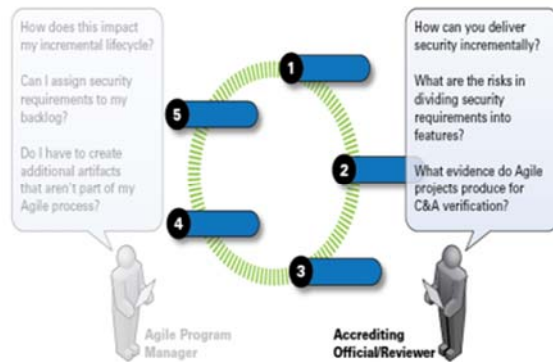 How does this impact
my incremental lifecycle?
Can I assign security
requirements to my
backlog?
Do I have to create
additional artifacts
that aren't part of my
Agile process?
Agile Program
Manager
1
2
3
4
5
How can you deliver
security incrementally?
What are the risks in
dividing security
requirements into
features?
What evidence do Agile
projects produce for
C&A verification?
Accrediting
Official/Reviewer